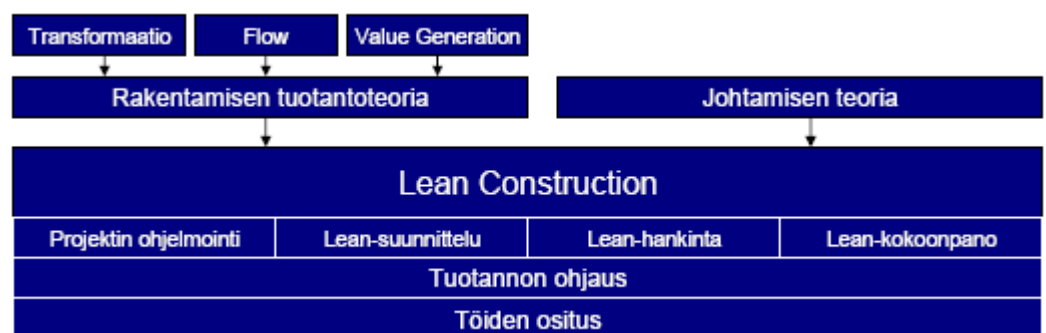 Transformaatio
Flow
Value Generation
Rakentamisen tuotantoteoria
Johtamisen teoria
Lean Construction
Projektin ohjelmointi
Lean-suunnittelu
Lean-hankinta
Lean-kokoonpano
Tuotannon ohjaus
Töiden ositus